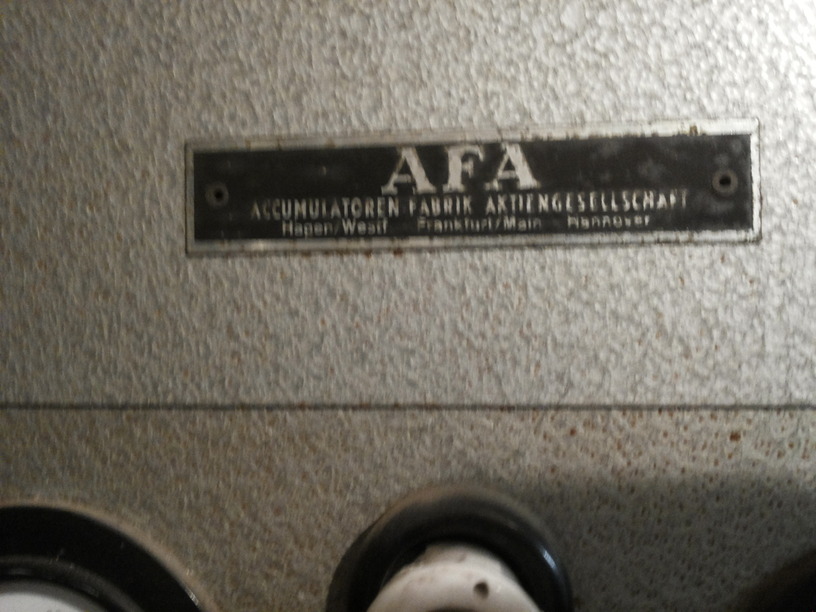 AFA
ACCUMULATOREN FABRIK AKTIENGESELLSCHAFT
Hagen/Westf Frankfurt/Main Hannover